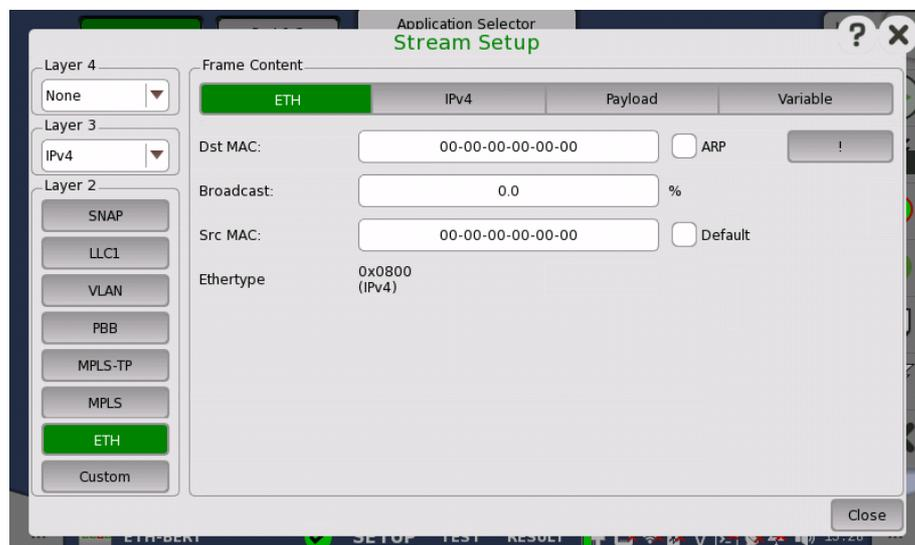 Application Selector
Stream Setup
?
Layer 4
None
Layer 3
IPv4
Layer 2
SNAP
LLC1
VLAN
PBB
MPLS-TP
MPLS
ETH
Custom
Frame Content
ETH IPv4 Payload Variable
Dst MAC: 00-00-00-00-00-00 ARP !
Broadcast: 0.0 %
Src MAC: 00-00-00-00-00-00 Default
Ethertype 0x0800
(IPv4)
Close
ETH-BERT SETUP TEST RESULT